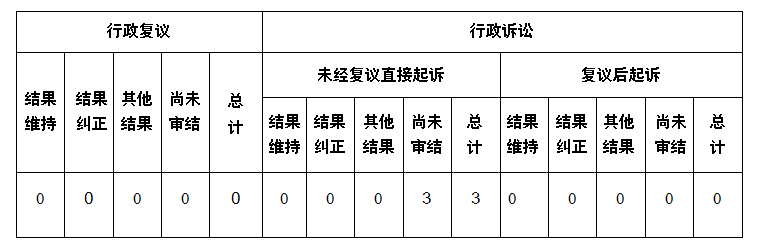 行政复议 行政诉讼
未经复议直接起诉 复议后起诉
结果维持 结果纠正 其他结果 尚未审结 总计 结果维持 结果纠正 其他结果 尚未审结 总计 结果维持 结果纠正 其他结果 尚未审结 总计
0 0 0 0 0 0 0 0 3 3 0 0 0 0 0